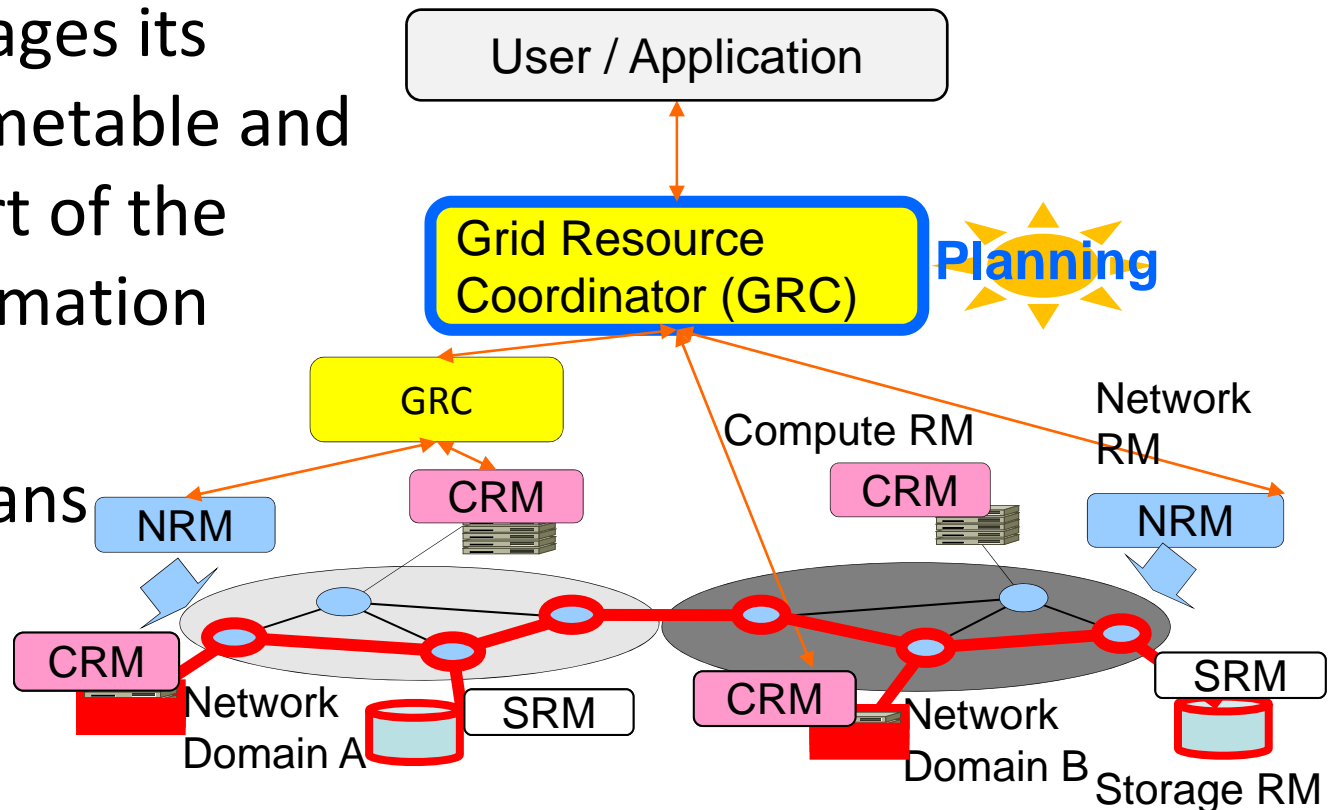 ages its
User / Application
metable and
rt of the
Grid Resource
Coordinator (GRC)
Planning
mation
GRC
Compute RM
Network
RM
ans
NRM
CRM
CRM
NRM
CRM
Network
Domain A
SRM
CRM
Network
Domain B
SRM
Storage RM